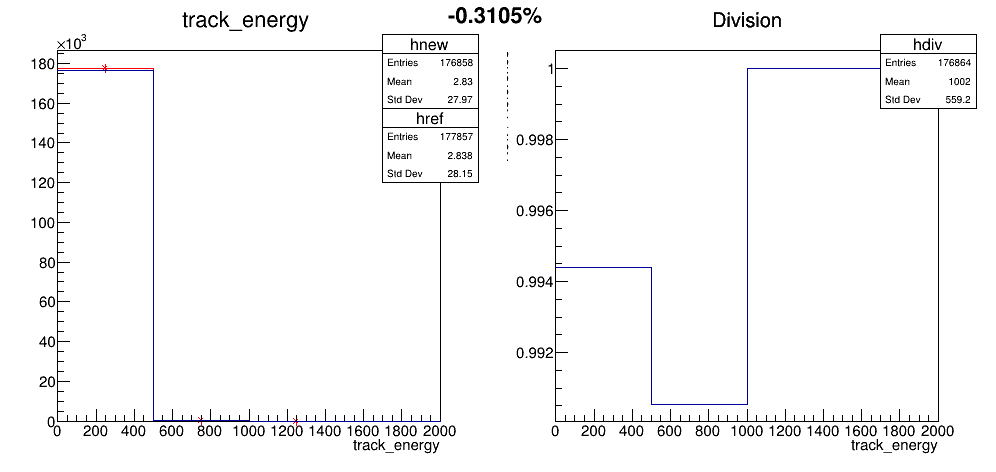 track_energy
-0.3105%
Division
×10³
hnew
Entries 176858
Mean 2.83
Std Dev 27.97
href
Entries 177857
Mean 2.838
Std Dev 28.15
180
160
140
120
100
80
60
40
20
0
0 200 400 600 800 1000 1200 1400 1600 1800 2000
track_energy
hdiv
Entries 176864
Mean 1002
Std Dev 559.2
1
0.998
0.996
0.994
0.992
0 200 400 600 800 1000 1200 1400 1600 1800 2000
track_energy